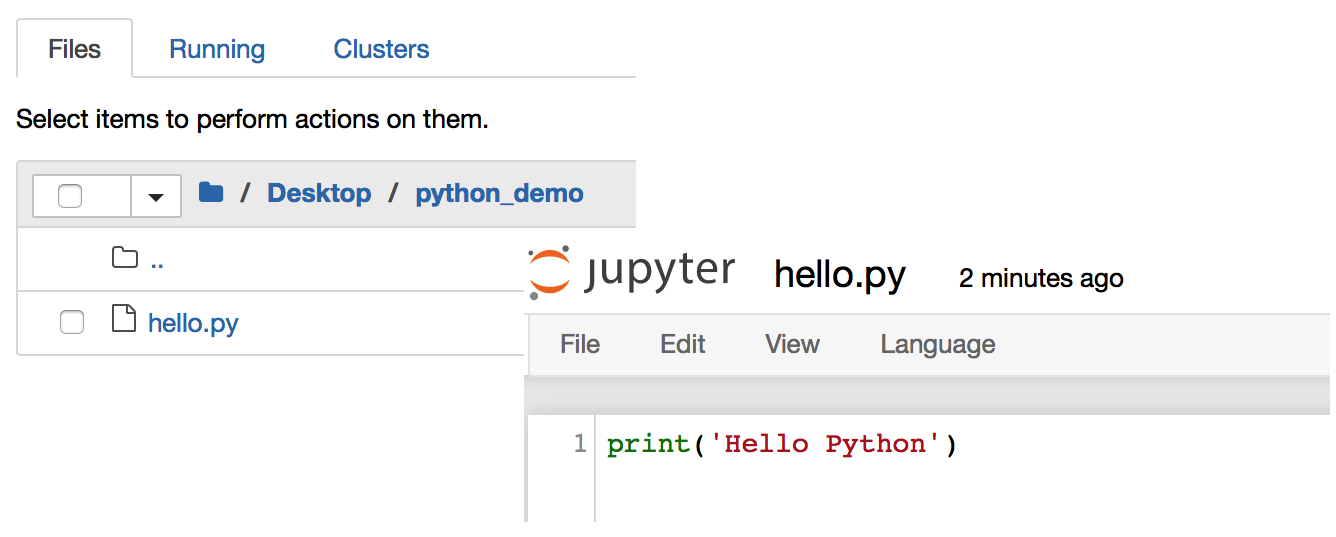 Files Running Clusters
Select items to perform actions on them.
/ Desktop / python_demo
..
hello.py
jupyter hello.py 2 minutes ago
File Edit View Language
1 print('Hello Python')